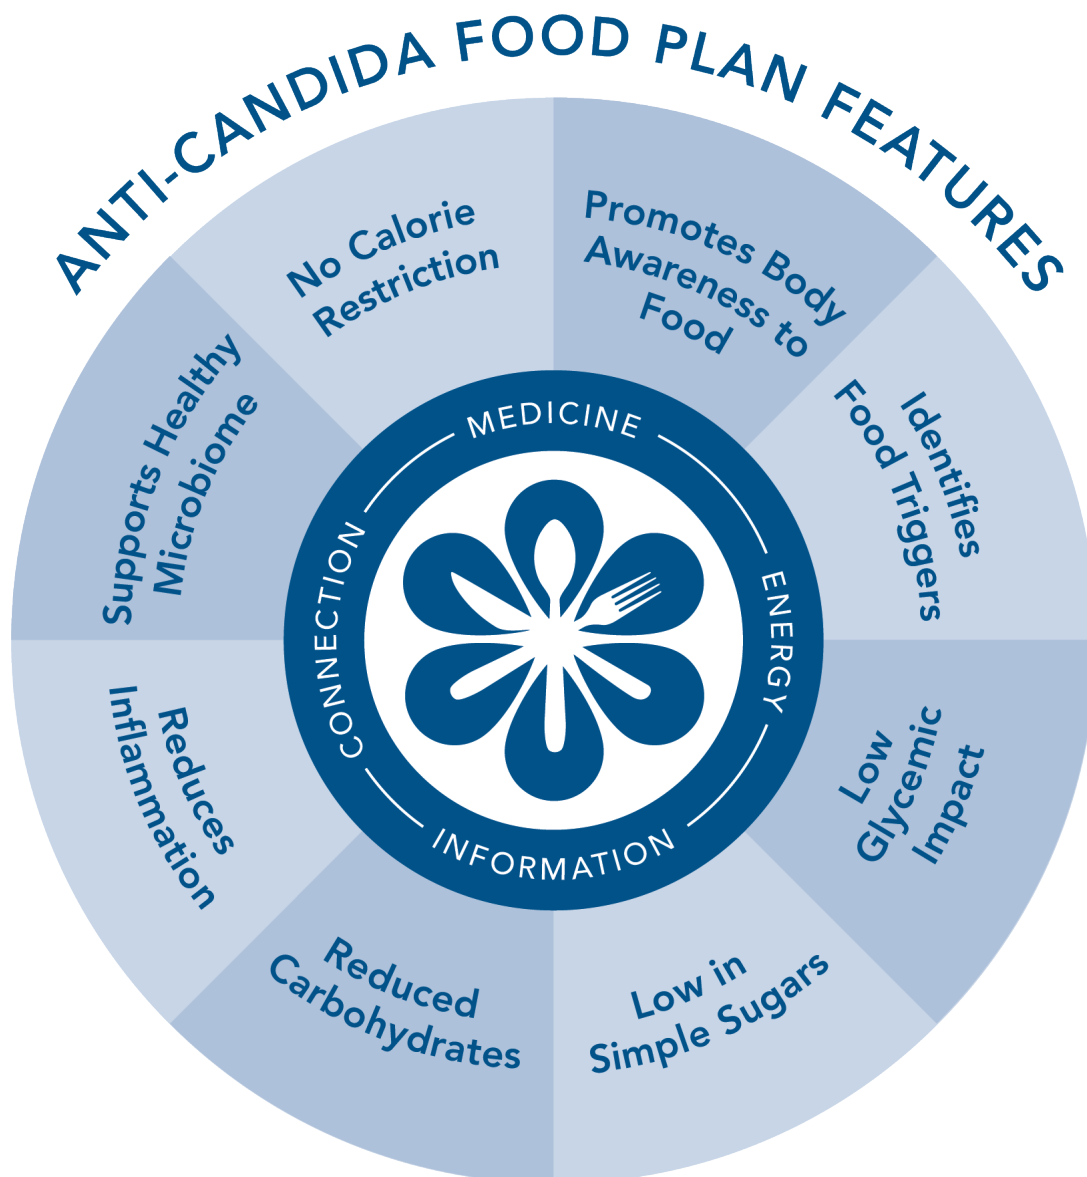 ANTI-CANDIDA FOOD PLAN FEATURES
Promotes Body
Awareness to
Food
Identifies
Food Triggers
Low
Glycemic
Impact
Low in
Simple Sugars
Reduced
Carbohydrates
Reduces
Inflammation
Supports Healthy
Microbiome
No Calorie
Restriction
MEDICINE
ENERGY
INFORMATION
CONNECTION